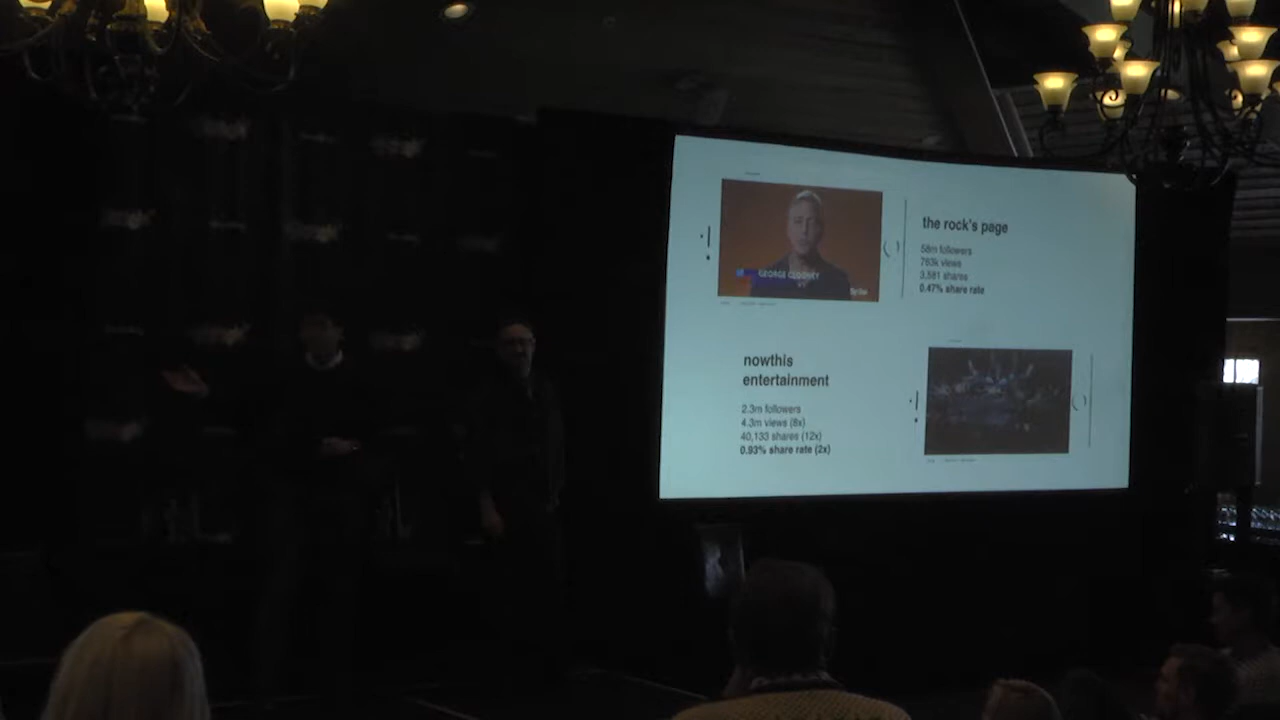 GEORGE CLOONEY
the rock's page
58m followers
783k views
3,581 shares
0.47% share rate
nowthis
entertainment
2.3m followers
4.3m views (8x)
40,133 shares (12x)
0.93% share rate (2x)